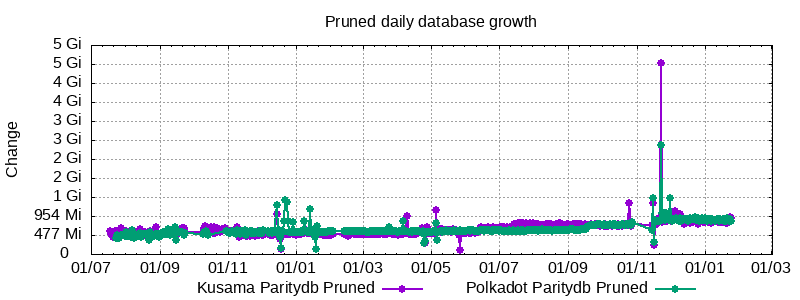 Pruned daily database growth
5 Gi
5 Gi
4 Gi
4 Gi
3 Gi
3 Gi
2 Gi
2 Gi
1 Gi
954 Mi
477 Mi
0
Change
01/07 01/09 01/11 01/01 01/03 01/05 01/07 01/09 01/11 01/01 01/03
Kusama Paritydb Pruned Polkadot Paritydb Pruned